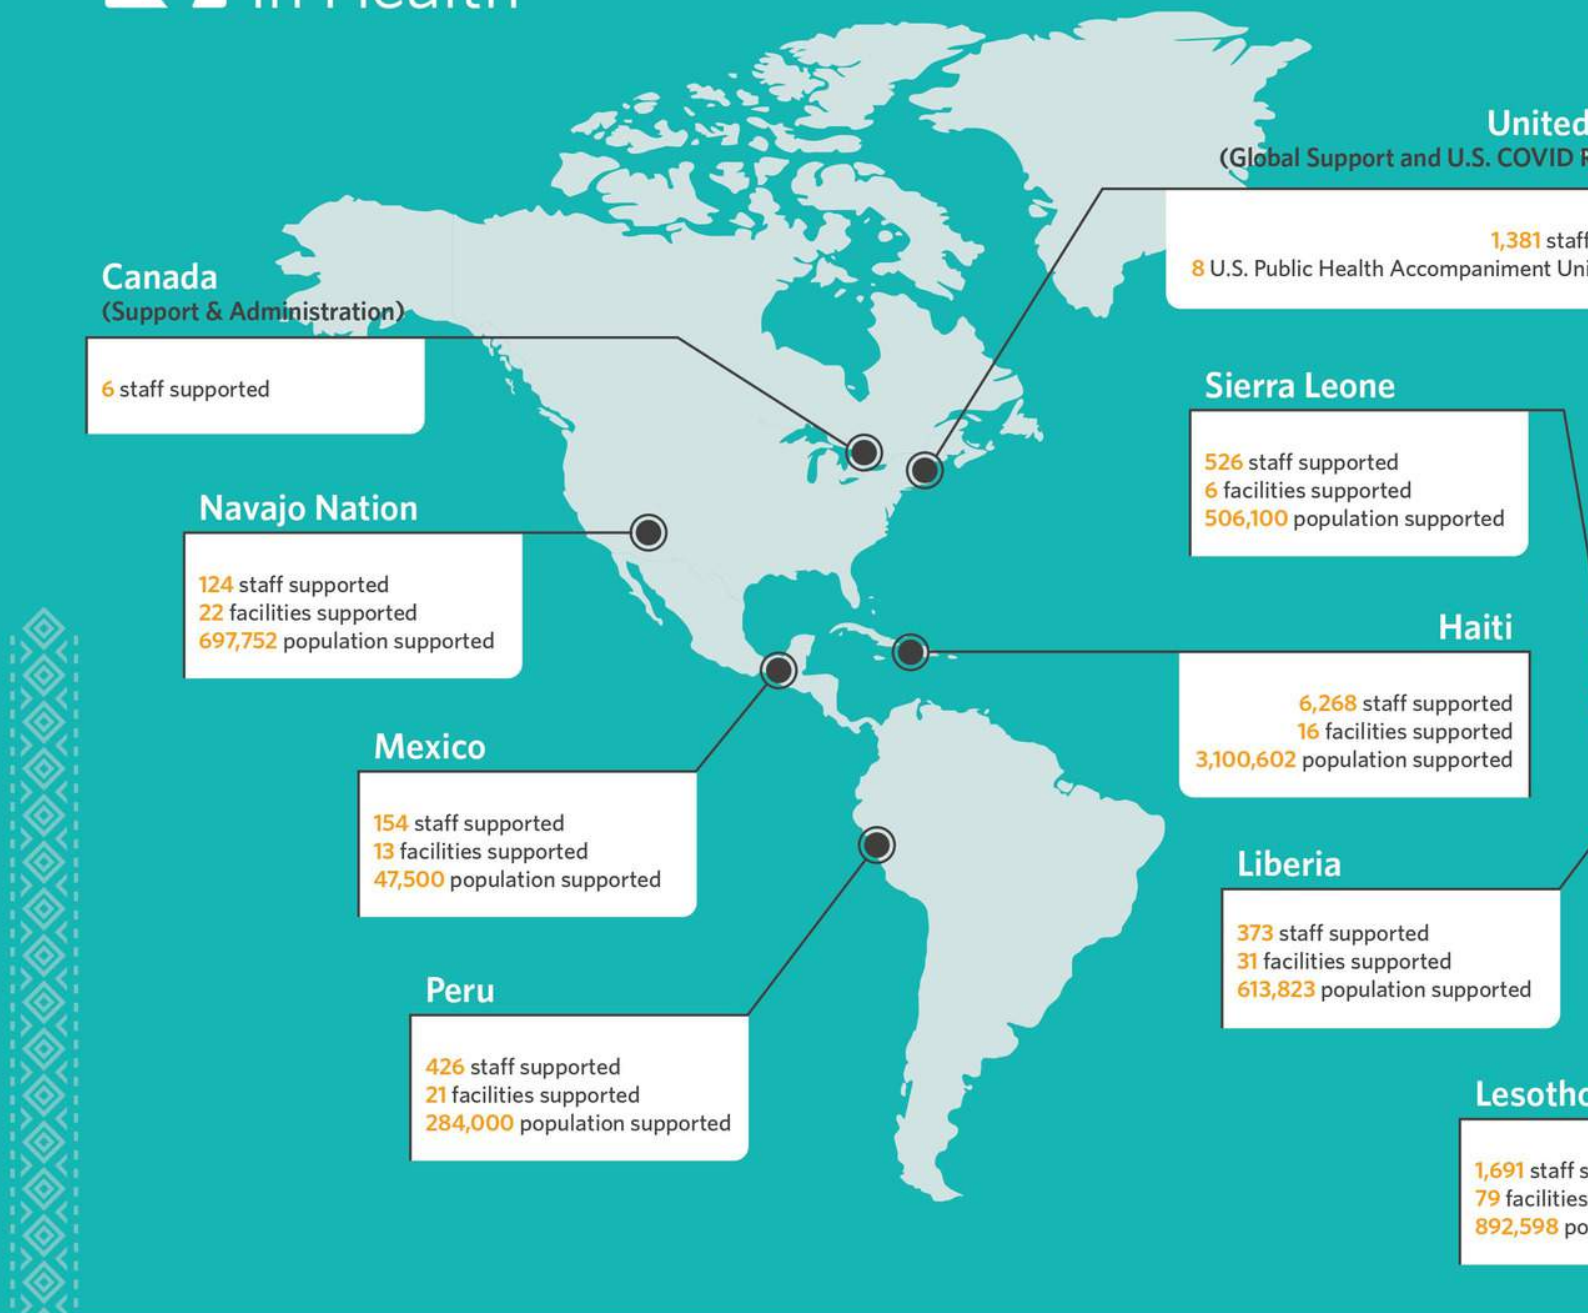 in Health
United
(Global Support and U.S. COVID R
1,381 staff
8 U.S. Public Health Accompaniment Uni
Canada
(Support & Administration)
6 staff supported
Sierra Leone
526 staff supported
6 facilities supported
506,100 population supported
Navajo Nation
124 staff supported
22 facilities supported
697,752 population supported
Haiti
6,268 staff supported
16 facilities supported
3,100,602 population supported
Mexico
154 staff supported
13 facilities supported
47,500 population supported
Liberia
373 staff supported
31 facilities supported
613,823 population supported
Peru
426 staff supported
21 facilities supported
284,000 population supported
Lesotho
1,691 staff s
79 facilities
892,598 po